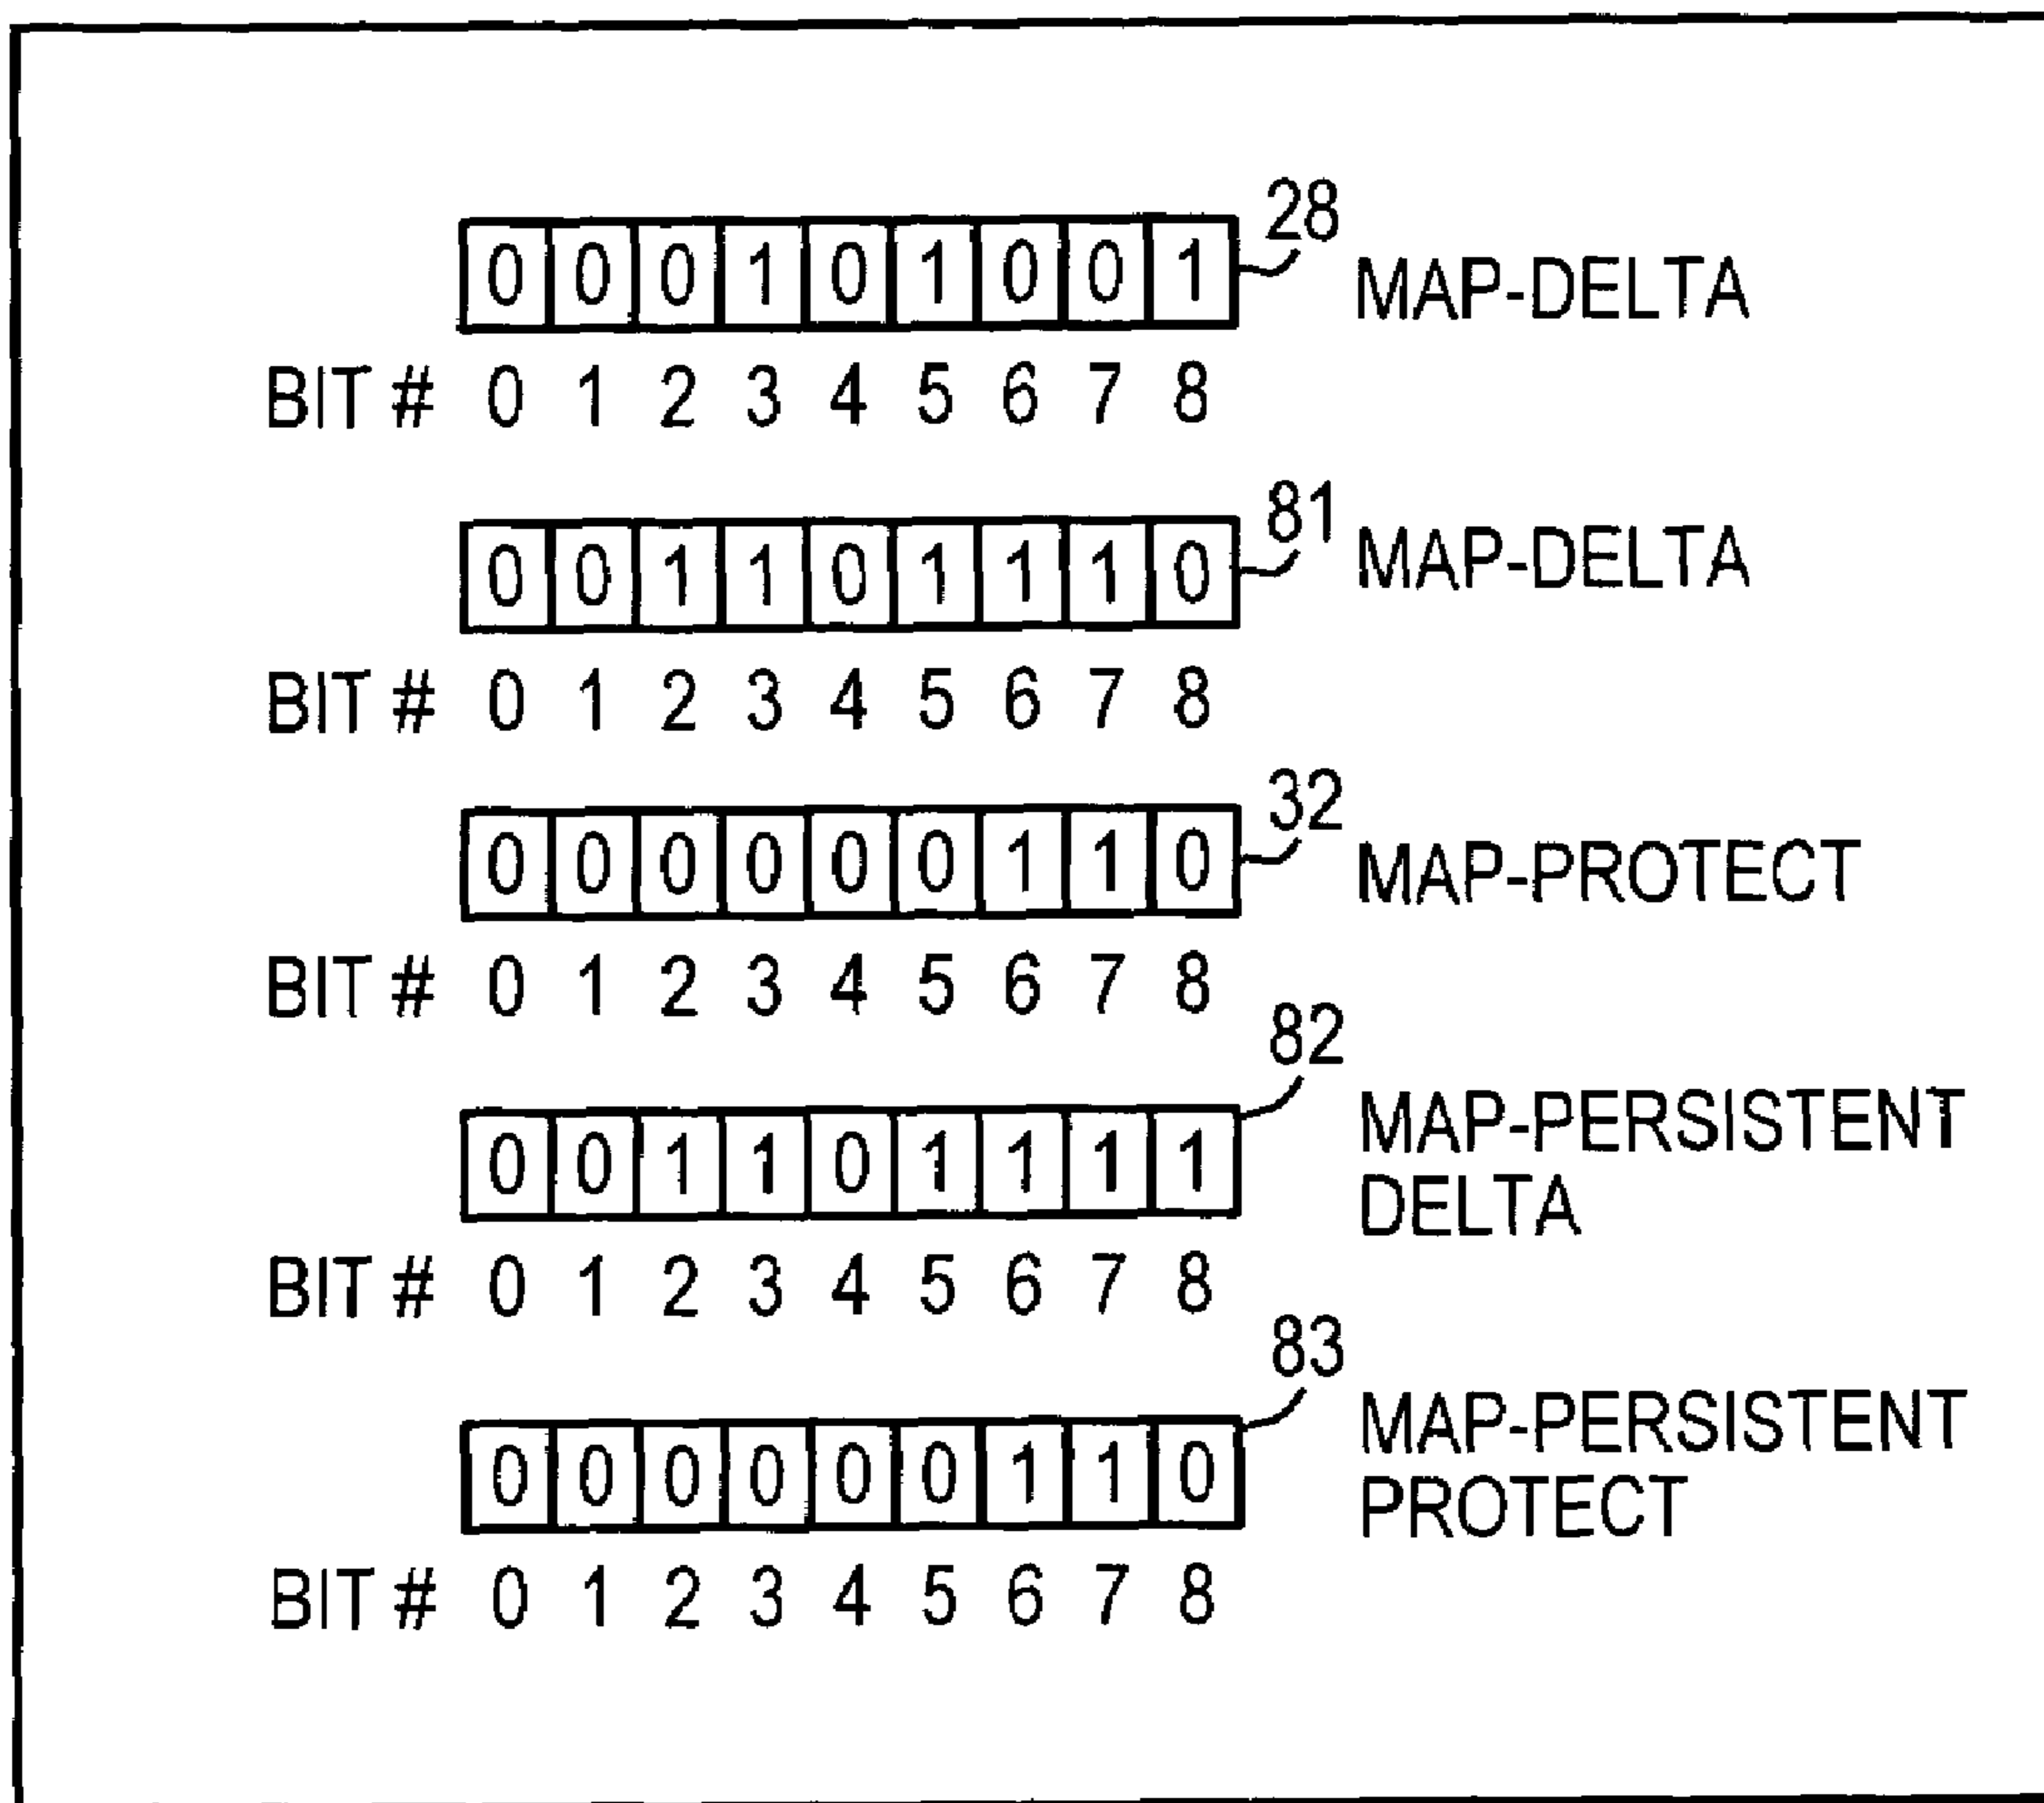 28
0 0 0 1 0 1 0 0 1 MAP-DELTA
BIT # 0 1 2 3 4 5 6 7 8
81
0 0 1 1 0 1 1 1 0 MAP-DELTA
BIT # 0 1 2 3 4 5 6 7 8
32
0 0 0 0 0 0 1 1 0 MAP-PROTECT
BIT # 0 1 2 3 4 5 6 7 8
82
0 0 1 1 0 1 1 1 1 MAP-PERSISTENT
DELTA
BIT # 0 1 2 3 4 5 6 7 8
83
0 0 0 0 0 0 1 1 0 MAP-PERSISTENT
PROTECT
BIT # 0 1 2 3 4 5 6 7 8